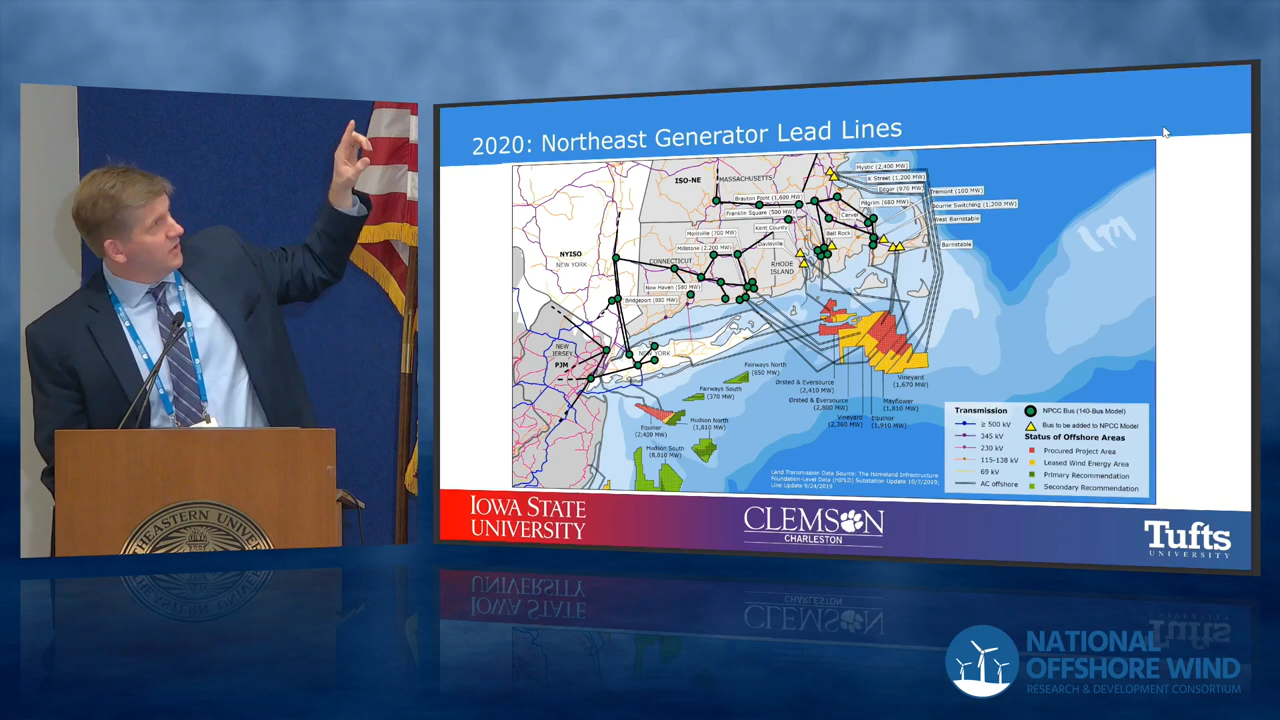 2020: Northeast Generator Lead Lines
ISO-NE
MASSACHUSETTS
Mystic (2,400 MW)
K Street (1,200 MW)
Edgar (970 MW)
Tremont (100 MW)
Brayton Point (1,600 MW)
Pilgrim (680 MW)
Bourne Switching (1,200 MW)
Franklin Square (500 MW)
Carver
West Barnstable
Kent County
Montville (700 MW)
Bell Rock
Davisville
Barnstable
Millstone (2,200 MW)
NYISO
NEW YORK
CONNECTICUT
RHODE
ISLAND
New Haven (580 MW)
Bridgeport (880 MW)
NEW
JERSEY
PJM
NEW YORK
Fairways North
(650 MW)
Fairways South
(370 MW)
Ørsted & Eversource
(2,410 MW)
Vineyard
(1,670 MW)
Ørsted & Eversource
(2,880 MW)
Mayflower
(1,810 MW)
Vineyard
(2,360 MW)
Equinor
(1,910 MW)
Equinor
(2,400 MW)
Hudson North
(1,810 MW)
Hudson South
(8,810 MW)
Transmission
≥ 500 kV
345 kV
230 kV
115-138 kV
69 kV
AC offshore
NPCC Bus (140-Bus Model)
Bus to be added to NPCC Model
Status of Offshore Areas
Procured Project Area
Leased Wind Energy Area
Primary Recommendation
Secondary Recommendation
Land Transmission Data Source: The Homeland Infrastructure
Foundation-Level Data (HIFLD) Substation Update 10/7/2019;
Line Update 9/24/2019
IOWA STATE
UNIVERSITY
CLEMSON
CHARLESTON
Tufts
UNIVERSITY
EASTERN UNIV
NATIONAL
OFFSHORE WIND
RESEARCH & DEVELOPMENT CONSORTIUM